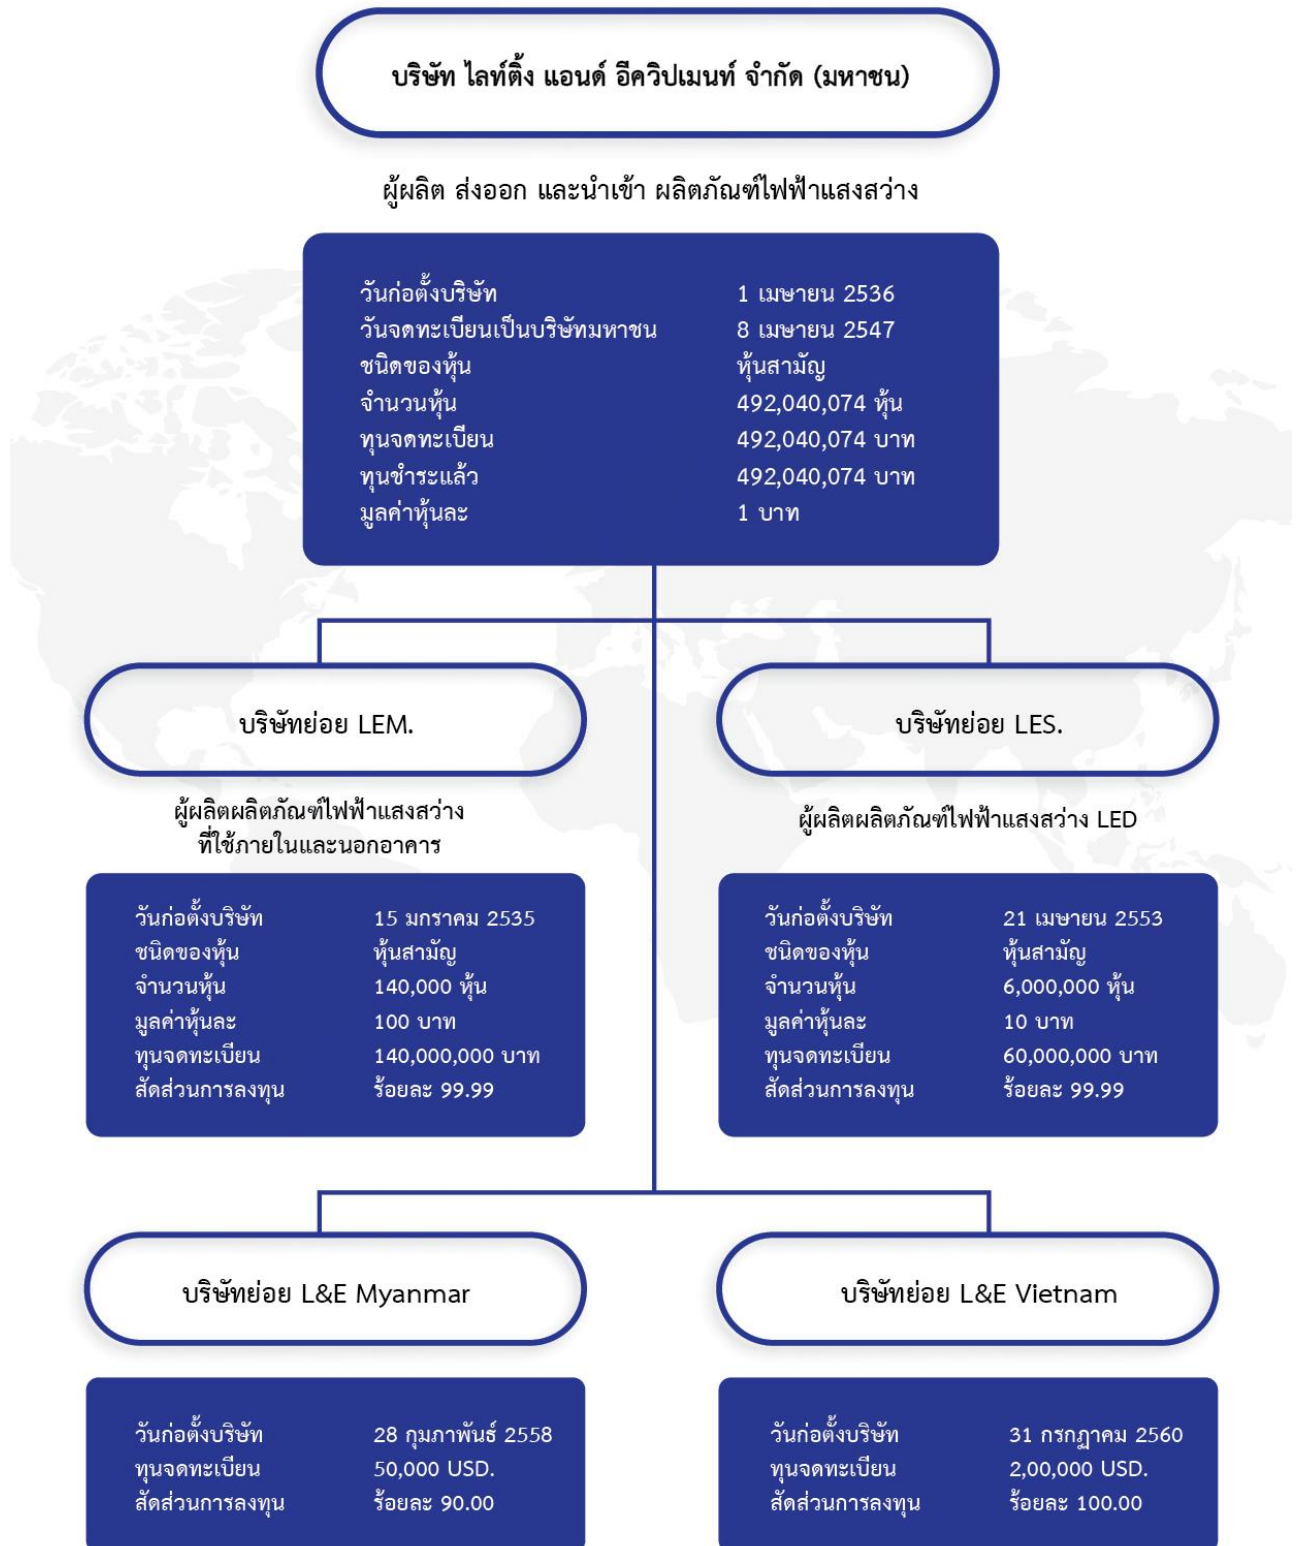 บริษัท ไลท์ติ้ง แอนด์ อีควิปเมนท์ จำกัด (มหาชน)
ผู้ผลิต ส่งออก และนำเข้า ผลิตภัณฑ์ไฟฟ้าแสงสว่าง
วันก่อตั้งบริษัท 1 เมษายน 2536
วันจดทะเบียนเป็นบริษัทมหาชน 8 เมษายน 2547
ชนิดของหุ้น หุ้นสามัญ
จำนวนหุ้น 492,040,074 หุ้น
ทุนจดทะเบียน 492,040,074 บาท
ทุนชำระแล้ว 492,040,074 บาท
มูลค่าหุ้นละ 1 บาท
บริษัทย่อย LEM.
ผู้ผลิตผลิตภัณฑ์ไฟฟ้าแสงสว่าง
ที่ใช้ภายในและนอกอาคาร
วันก่อตั้งบริษัท 15 มกราคม 2535
ชนิดของหุ้น หุ้นสามัญ
จำนวนหุ้น 140,000 หุ้น
มูลค่าหุ้นละ 100 บาท
ทุนจดทะเบียน 140,000,000 บาท
สัดส่วนการลงทุน ร้อยละ 99.99
บริษัทย่อย LES.
ผู้ผลิตผลิตภัณฑ์ไฟฟ้าแสงสว่าง LED
วันก่อตั้งบริษัท 21 เมษายน 2553
ชนิดของหุ้น หุ้นสามัญ
จำนวนหุ้น 6,000,000 หุ้น
มูลค่าหุ้นละ 10 บาท
ทุนจดทะเบียน 60,000,000 บาท
สัดส่วนการลงทุน ร้อยละ 99.99
บริษัทย่อย L&E Myanmar
วันก่อตั้งบริษัท 28 กุมภาพันธ์ 2558
ทุนจดทะเบียน 50,000 USD.
สัดส่วนการลงทุน ร้อยละ 90.00
บริษัทย่อย L&E Vietnam
วันก่อตั้งบริษัท 31 กรกฏาคม 2560
ทุนจดทะเบียน 2,00,000 USD.
สัดส่วนการลงทุน ร้อยละ 100.00